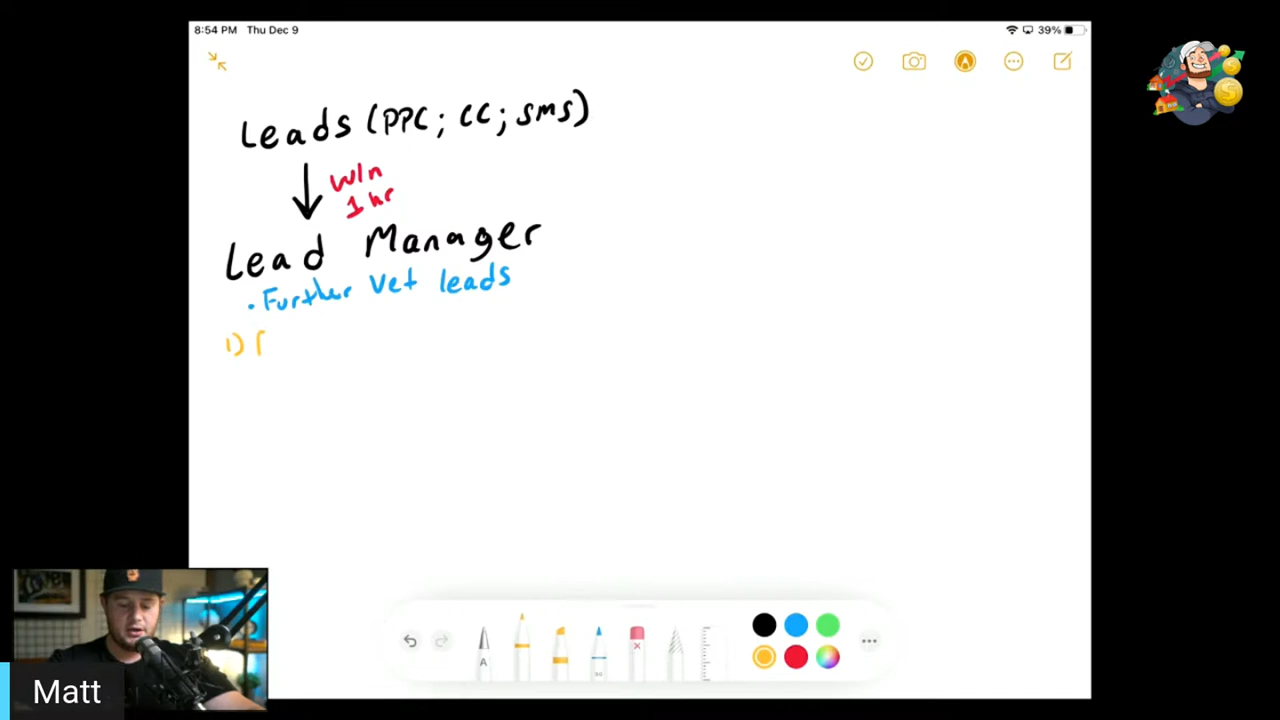 8:54 PM Thu Dec 9
39%
Leads (PPC; CC; SMS)
W/n
1 hr
Lead Manager
• Further Vet leads
1)
A
50
Matt